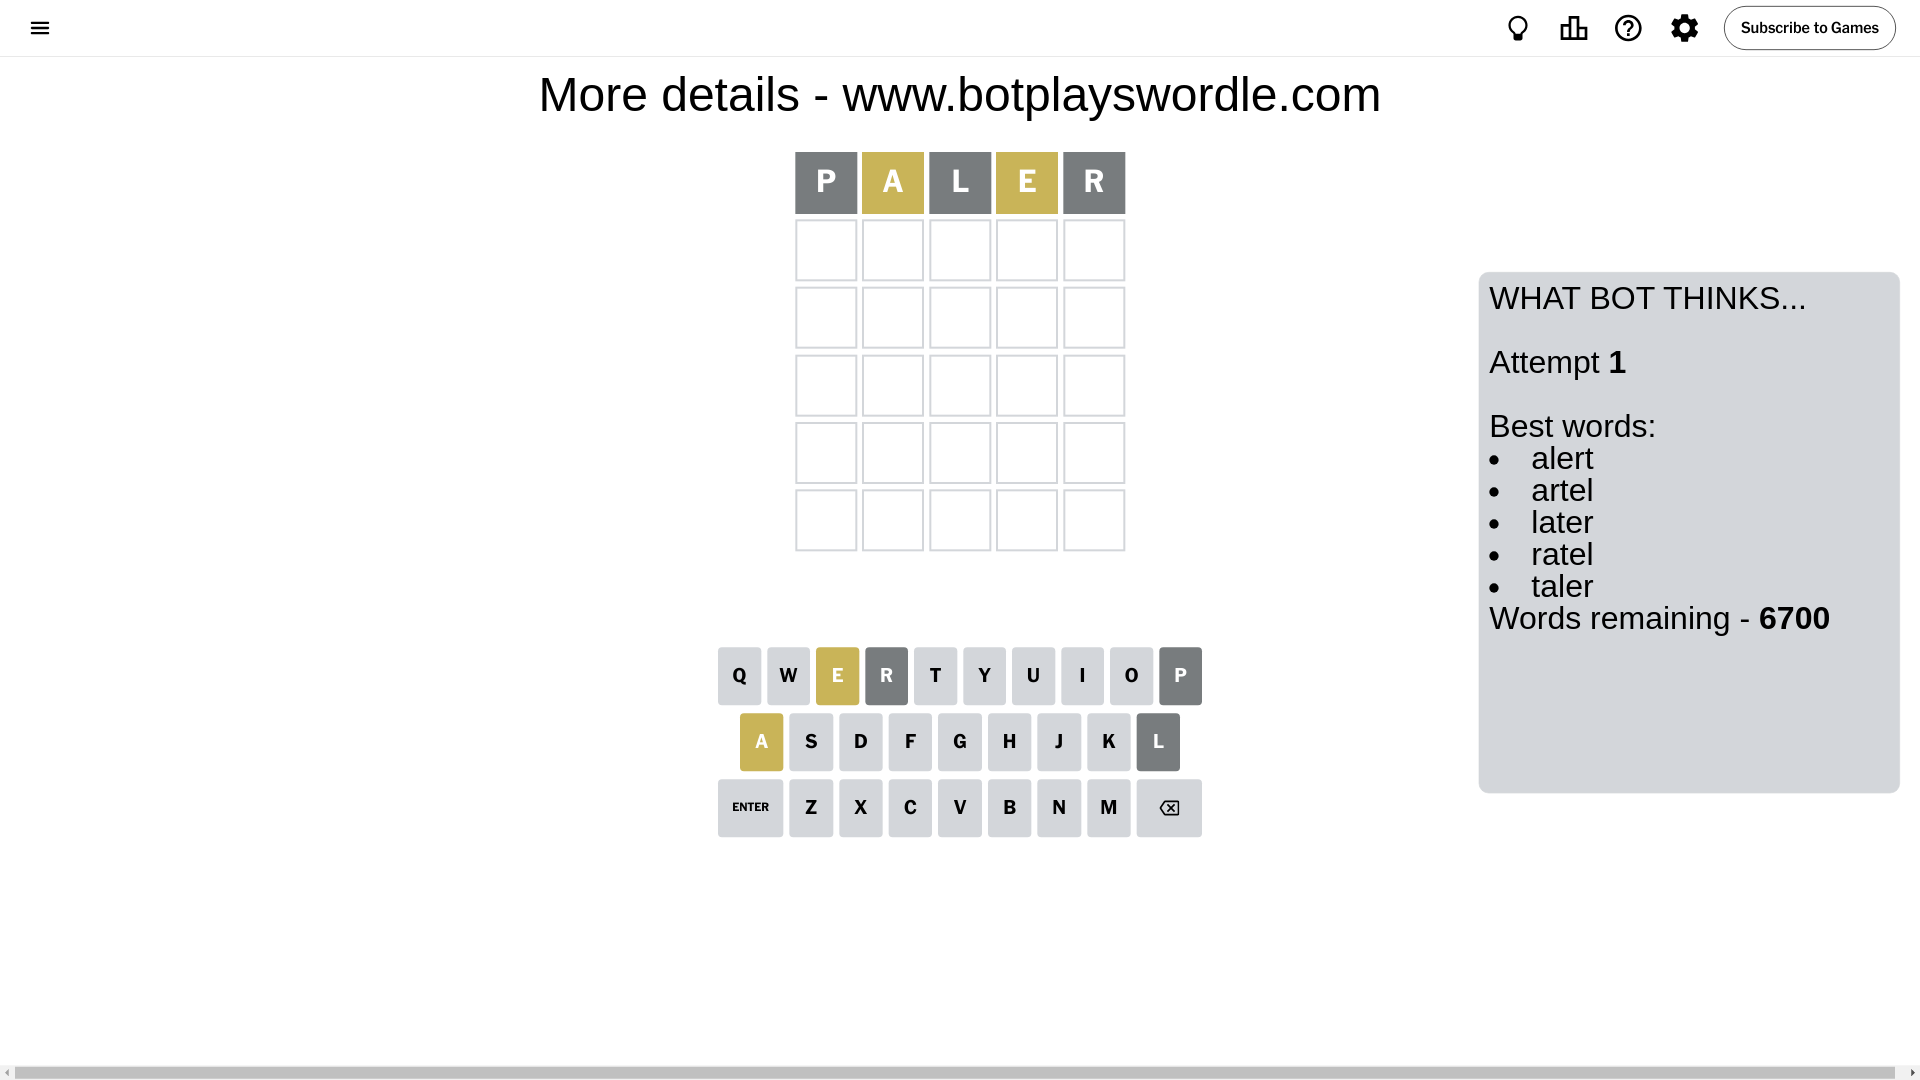 Subscribe to Games
More details - www.botplayswordle.com
P A L E R
WHAT BOT THINKS...
Attempt 1
Best words:
• alert
• artel
• later
• ratel
• taler
Words remaining - 6700
Q W E R T Y U I O P
A S D F G H J K L
ENTER Z X C V B N M